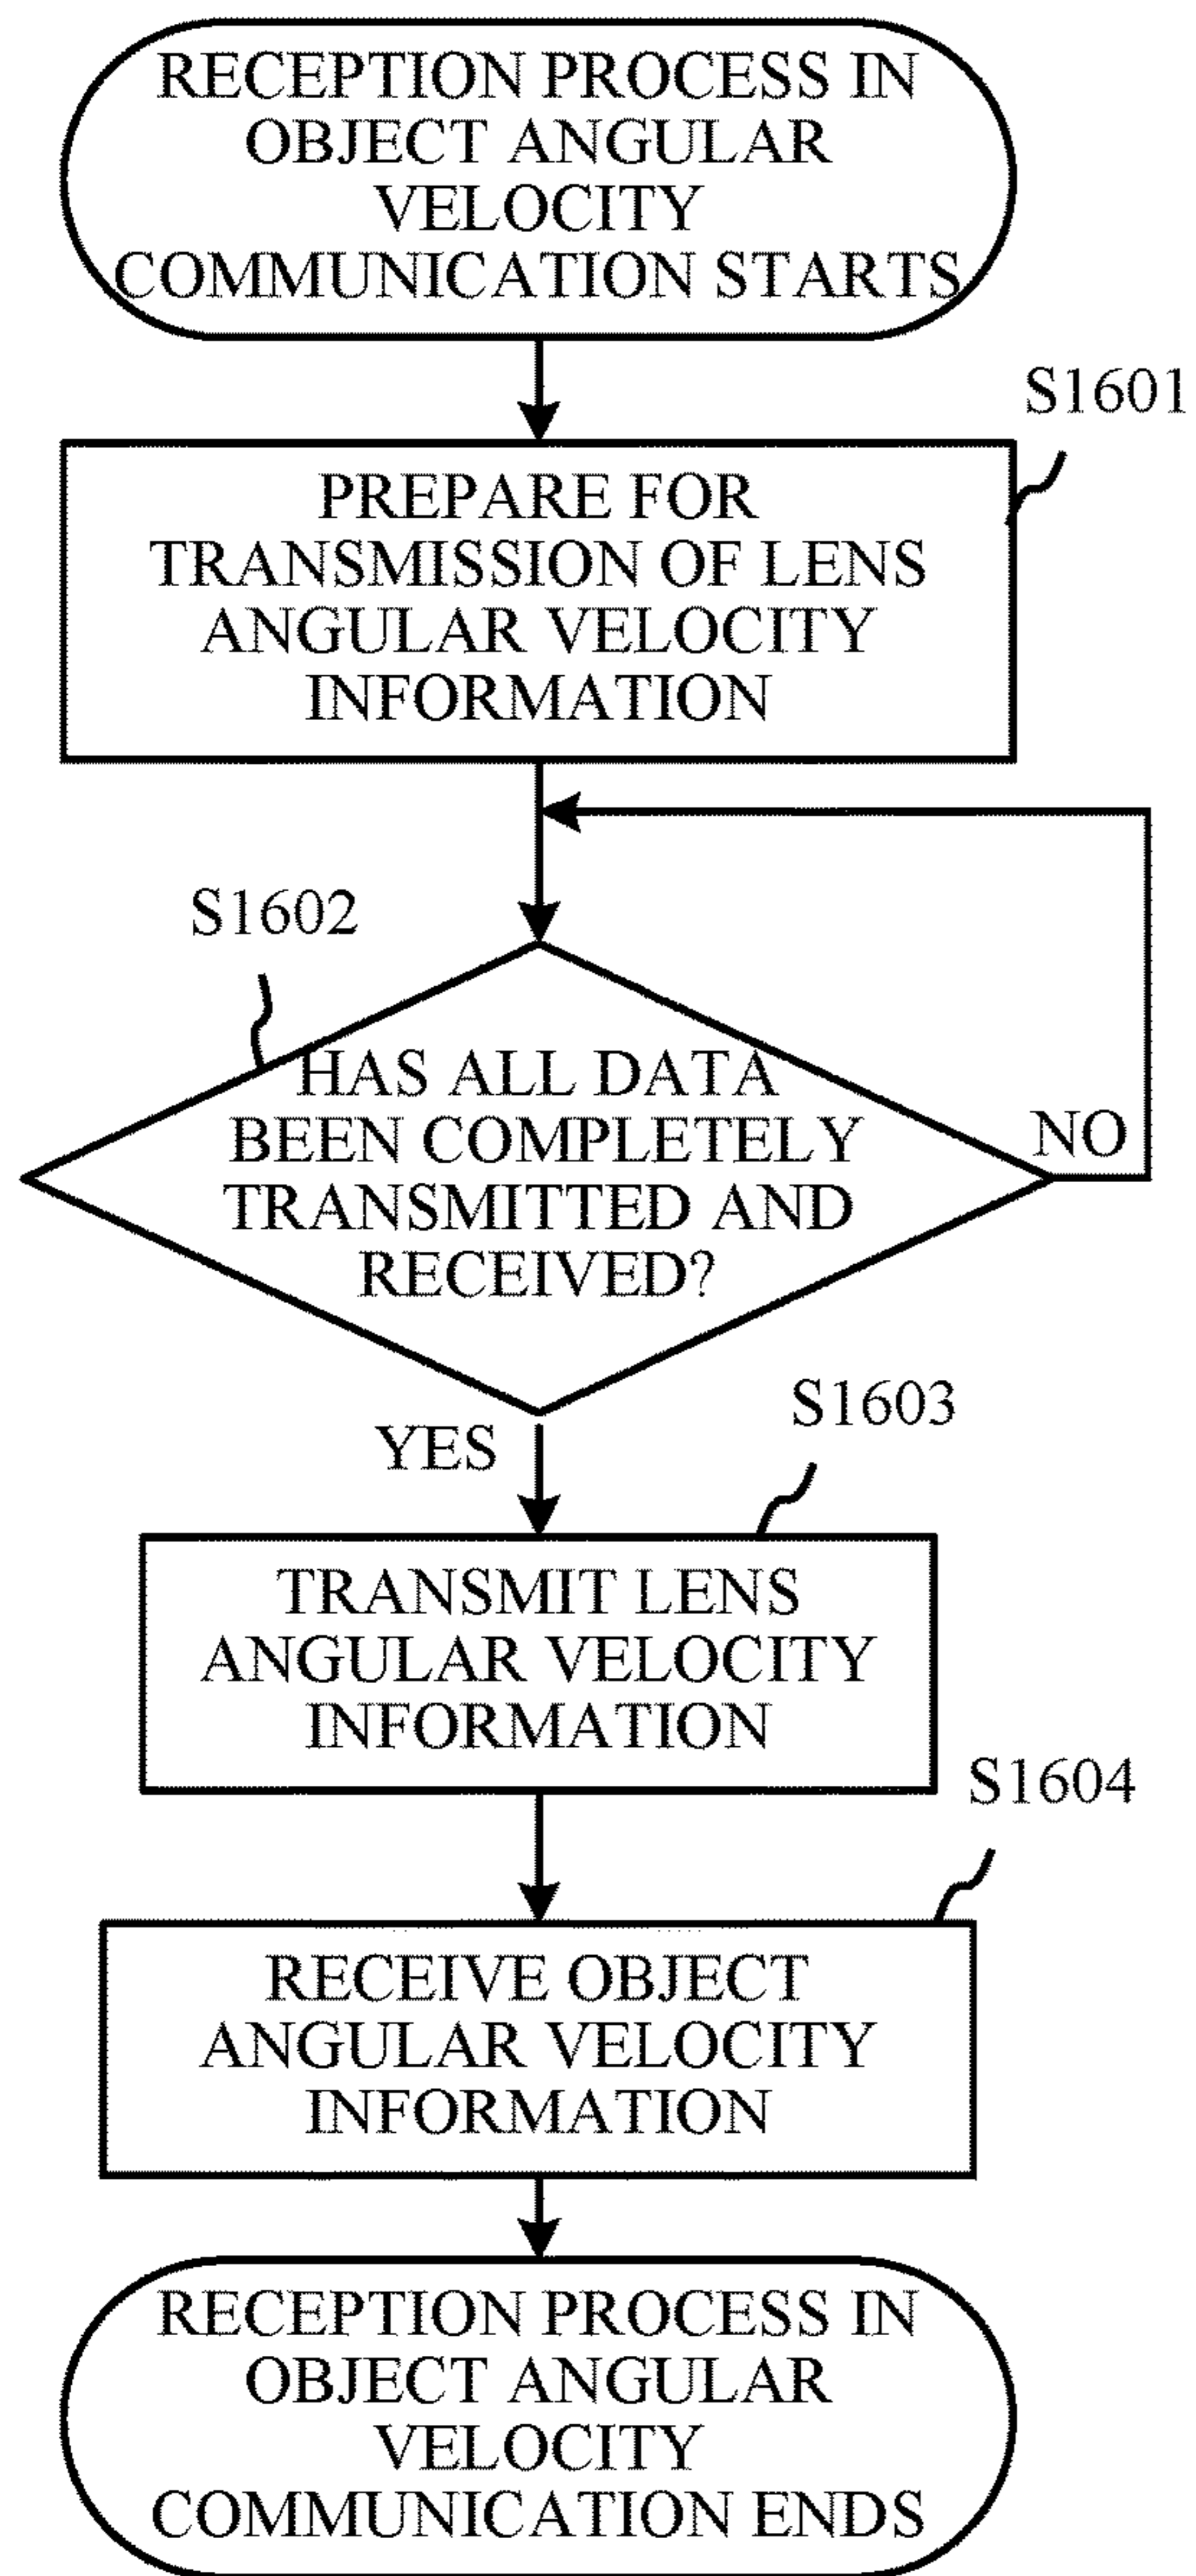 RECEPTION PROCESS IN
OBJECT ANGULAR
VELOCITY
COMMUNICATION STARTS
S1601
PREPARE FOR
TRANSMISSION OF LENS
ANGULAR VELOCITY
INFORMATION
S1602
HAS ALL DATA
BEEN COMPLETELY
TRANSMITTED AND
RECEIVED?
NO
YES
S1603
TRANSMIT LENS
ANGULAR VELOCITY
INFORMATION
S1604
RECEIVE OBJECT
ANGULAR VELOCITY
INFORMATION
RECEPTION PROCESS IN
OBJECT ANGULAR
VELOCITY
COMMUNICATION ENDS